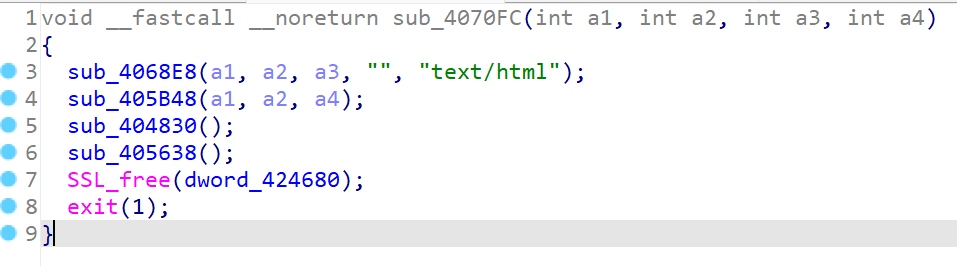 1 void __fastcall __noreturn sub_4070FC(int a1, int a2, int a3, int a4)
2 {
3 sub_4068E8(a1, a2, a3, "", "text/html");
4 sub_405B48(a1, a2, a4);
5 sub_404830();
6 sub_405638();
7 SSL_free(dword_424680);
8 exit(1);
9 }